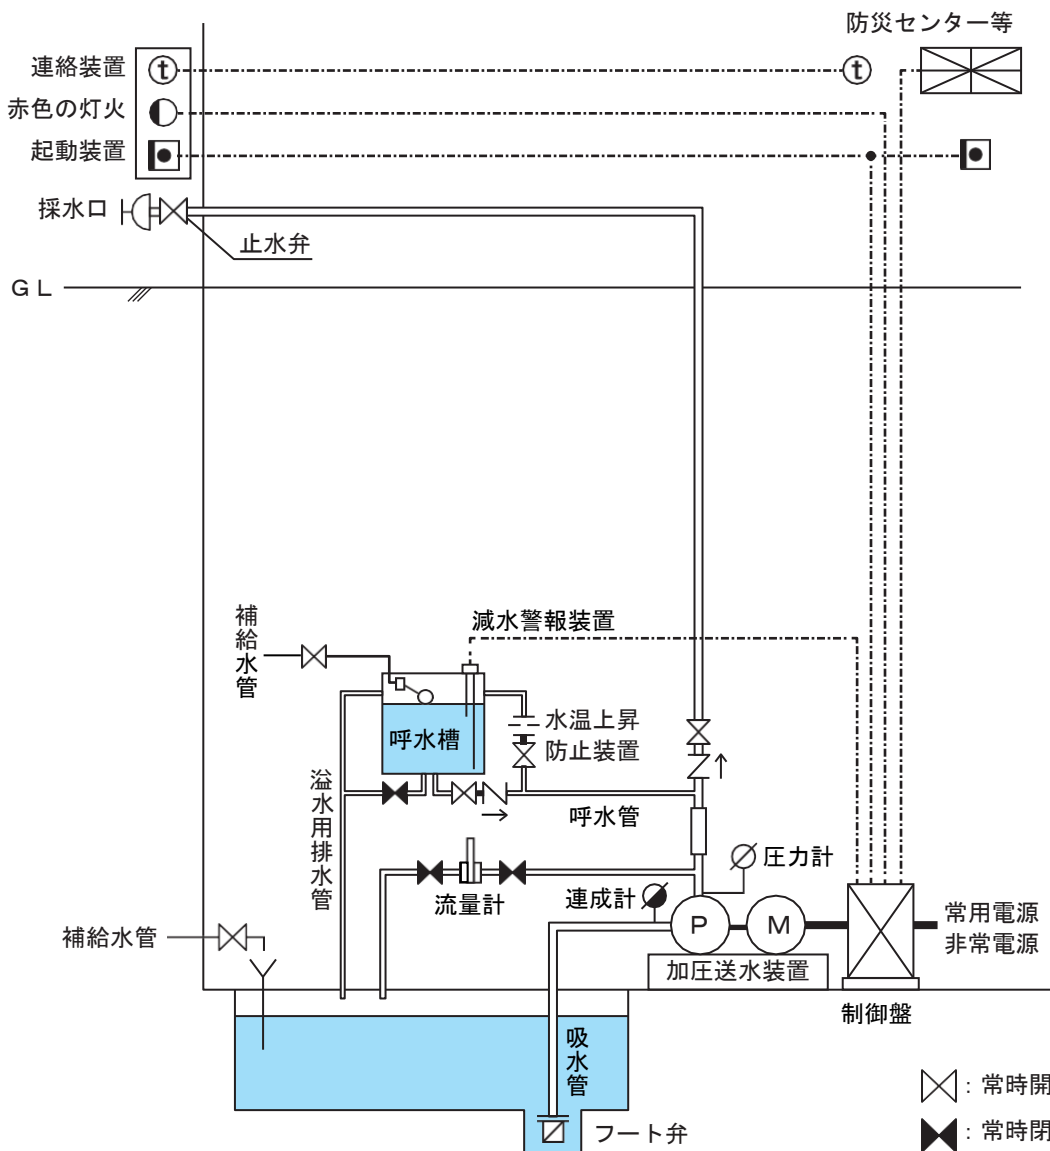 防災センター等
連絡装置
t
t
赤色の灯火
起動装置
採水口
止水弁
GL
補給水管
減水警報装置
呼水槽
水温上昇
防止装置
溢水用排水管
呼水管
流量計
連成計
圧力計
P
M
常用電源
非常電源
加圧送水装置
制御盤
補給水管
吸水管
フート弁
：常時開
：常時閉